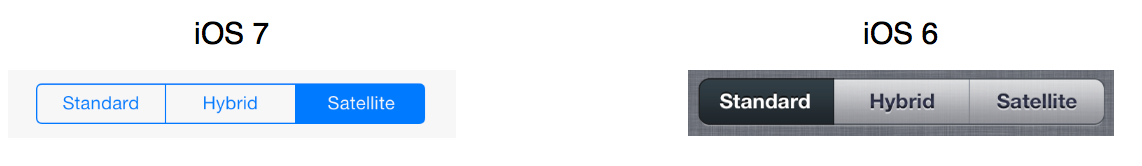 iOS 7
iOS 6
Standard Hybrid Satellite
Standard Hybrid Satellite